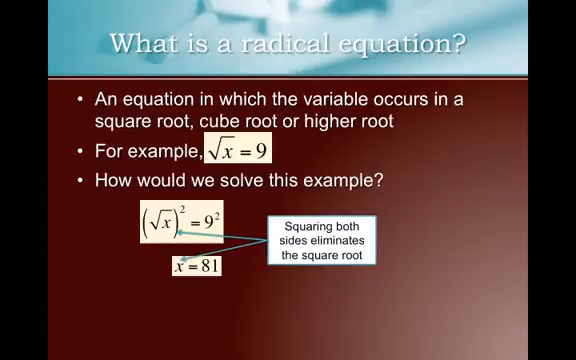 What is a radical equation?
• An equation in which the variable occurs in a
square root, cube root or higher root
• For example, √x = 9
• How would we solve this example?
(√x)² = 9²
Squaring both
sides eliminates
the square root
x = 81